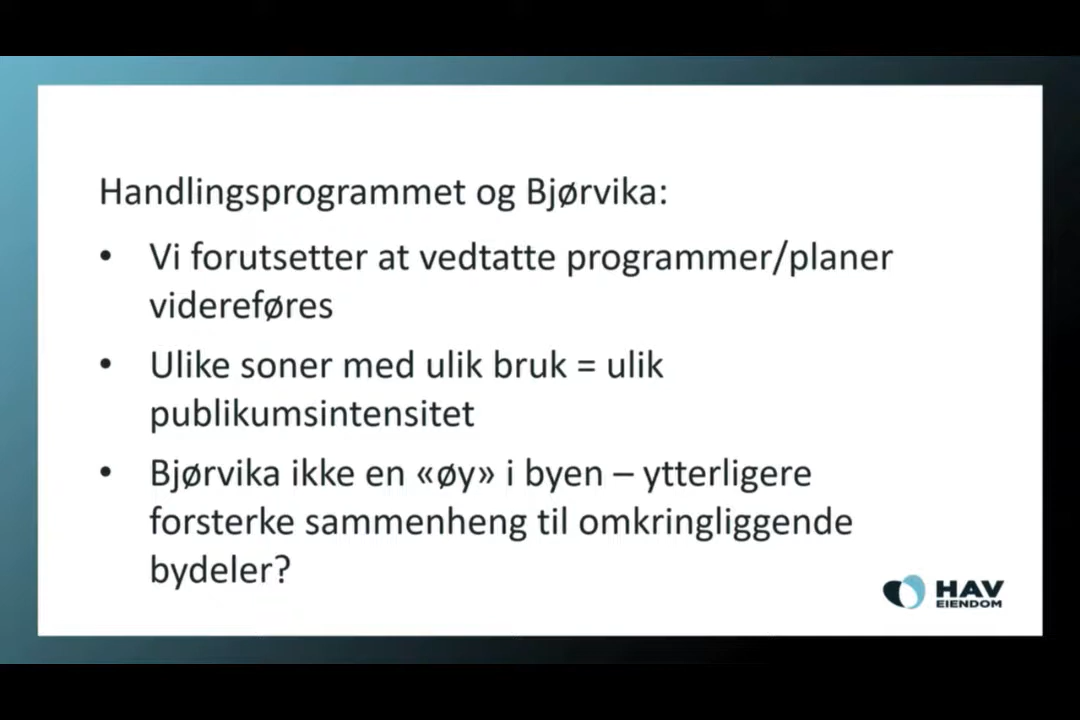 Handlingsprogrammet og Bjørvika:
• Vi forutsetter at vedtatte programmer/planer
videreføres
• Ulike soner med ulik bruk = ulik
publikumsintensitet
• Bjørvika ikke en «øy» i byen – ytterligere
forsterke sammenheng til omkringliggende
bydeler?
HAV
EIENDOM